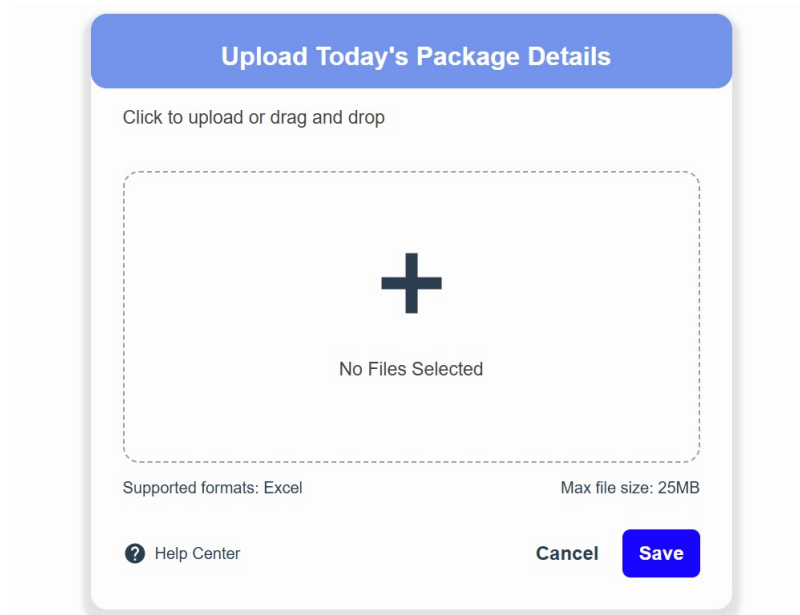 Upload Today's Package Details
Click to upload or drag and drop
No Files Selected
Supported formats: Excel
Max file size: 25MB
? Help Center
Cancel
Save